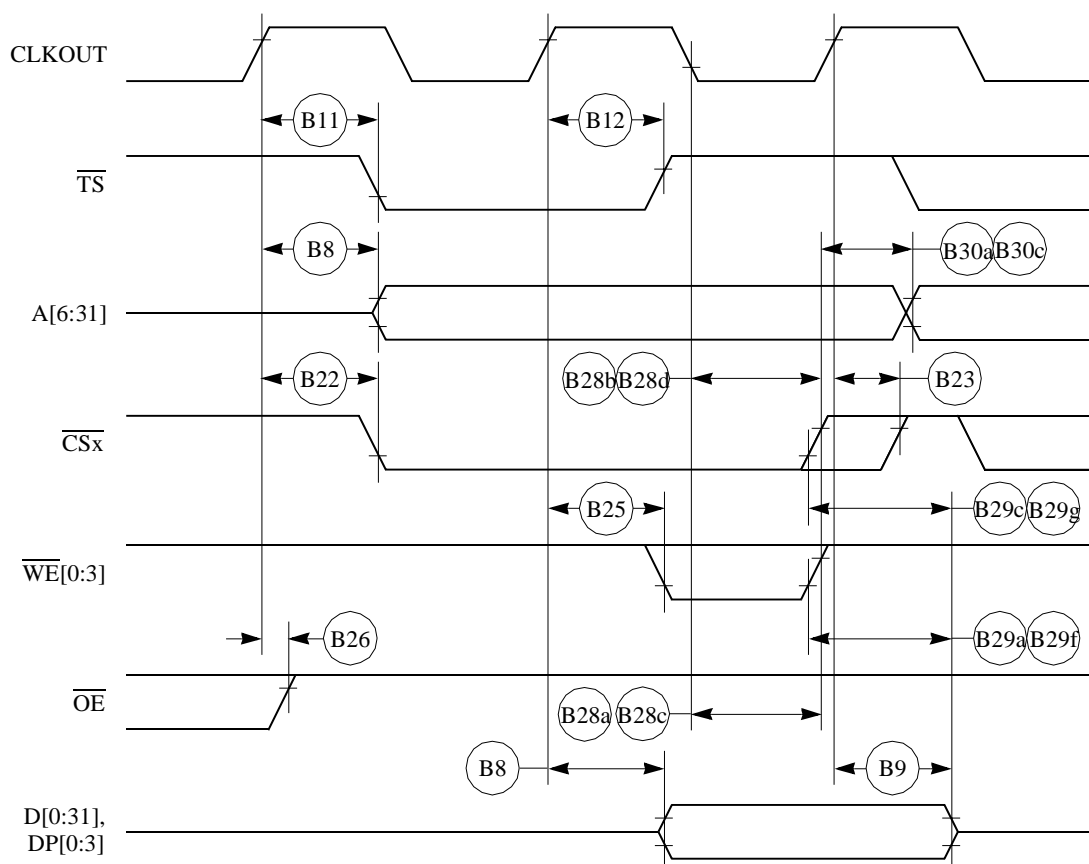 CLKOUT
B11
B12
TS
B8
B30a B30c
A[6:31]
B22
B28b B28d
B23
CSx
B25
B29c B29g
WE[0:3]
B26
B29a B29f
OE
B28a B28c
B8
B9
D[0:31],
DP[0:3]